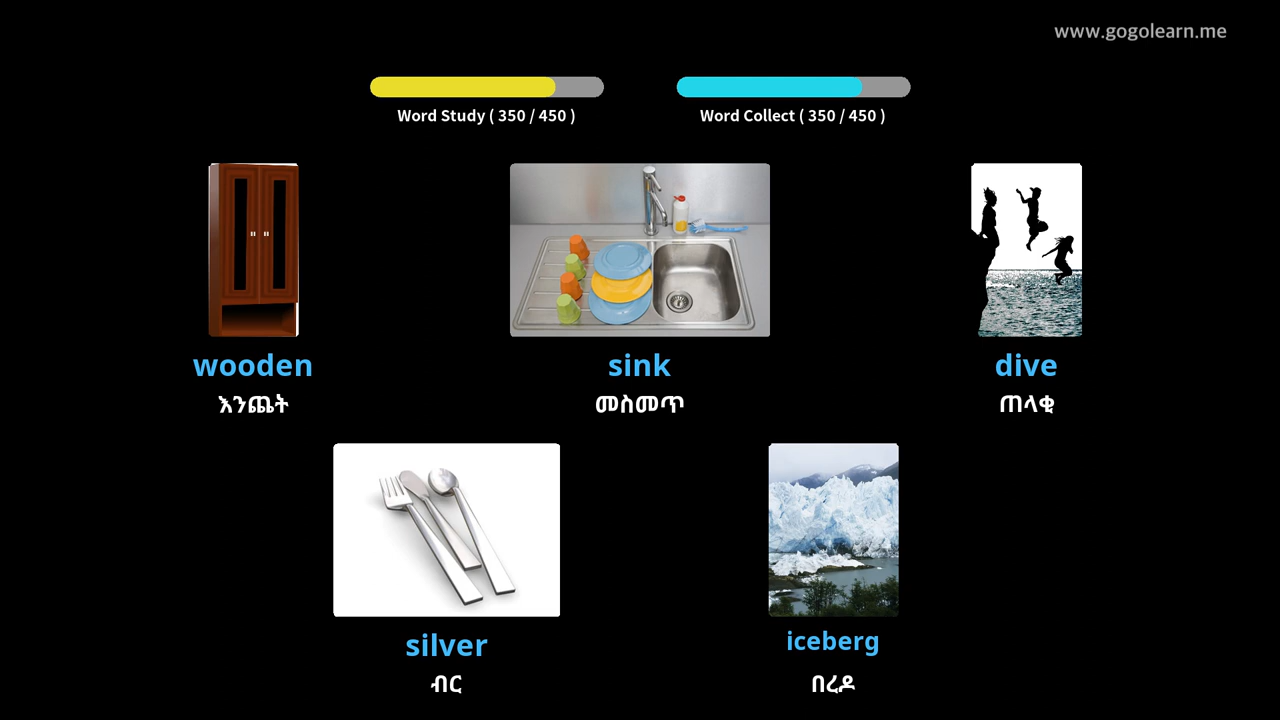 www.gogolearn.me
Word Study ( 350 / 450 )
Word Collect ( 350 / 450 )
wooden
እንጨት
sink
መስመጥ
dive
ጠላቂ
silver
ብር
iceberg
በረዶ